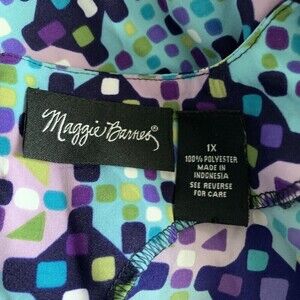 Maggie Barnes®
1X
100% POLYESTER
MADE IN
INDONESIA
SEE REVERSE
FOR CARE